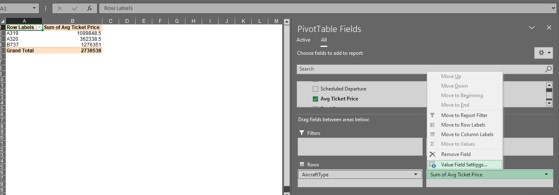 A1
Row Labels
A B C D E F G H I J K L M
Row Labels Sum of Avg Ticket Price
A319 1099848.5
A320 362338.5
B737 1276351
Grand Total 2738538
PivotTable Fields
Active All
Choose fields to add to report:
Search
Scheduled Departure
Avg Ticket Price
Drag fields between areas below:
Filters
Rows
AircraftType
Sum of Avg Ticket Price
Move Up
Move Down
Move to Beginning
Move to End
Move to Report Filter
Move to Row Labels
Move to Column Labels
Move to Values
Remove Field
Value Field Settings...